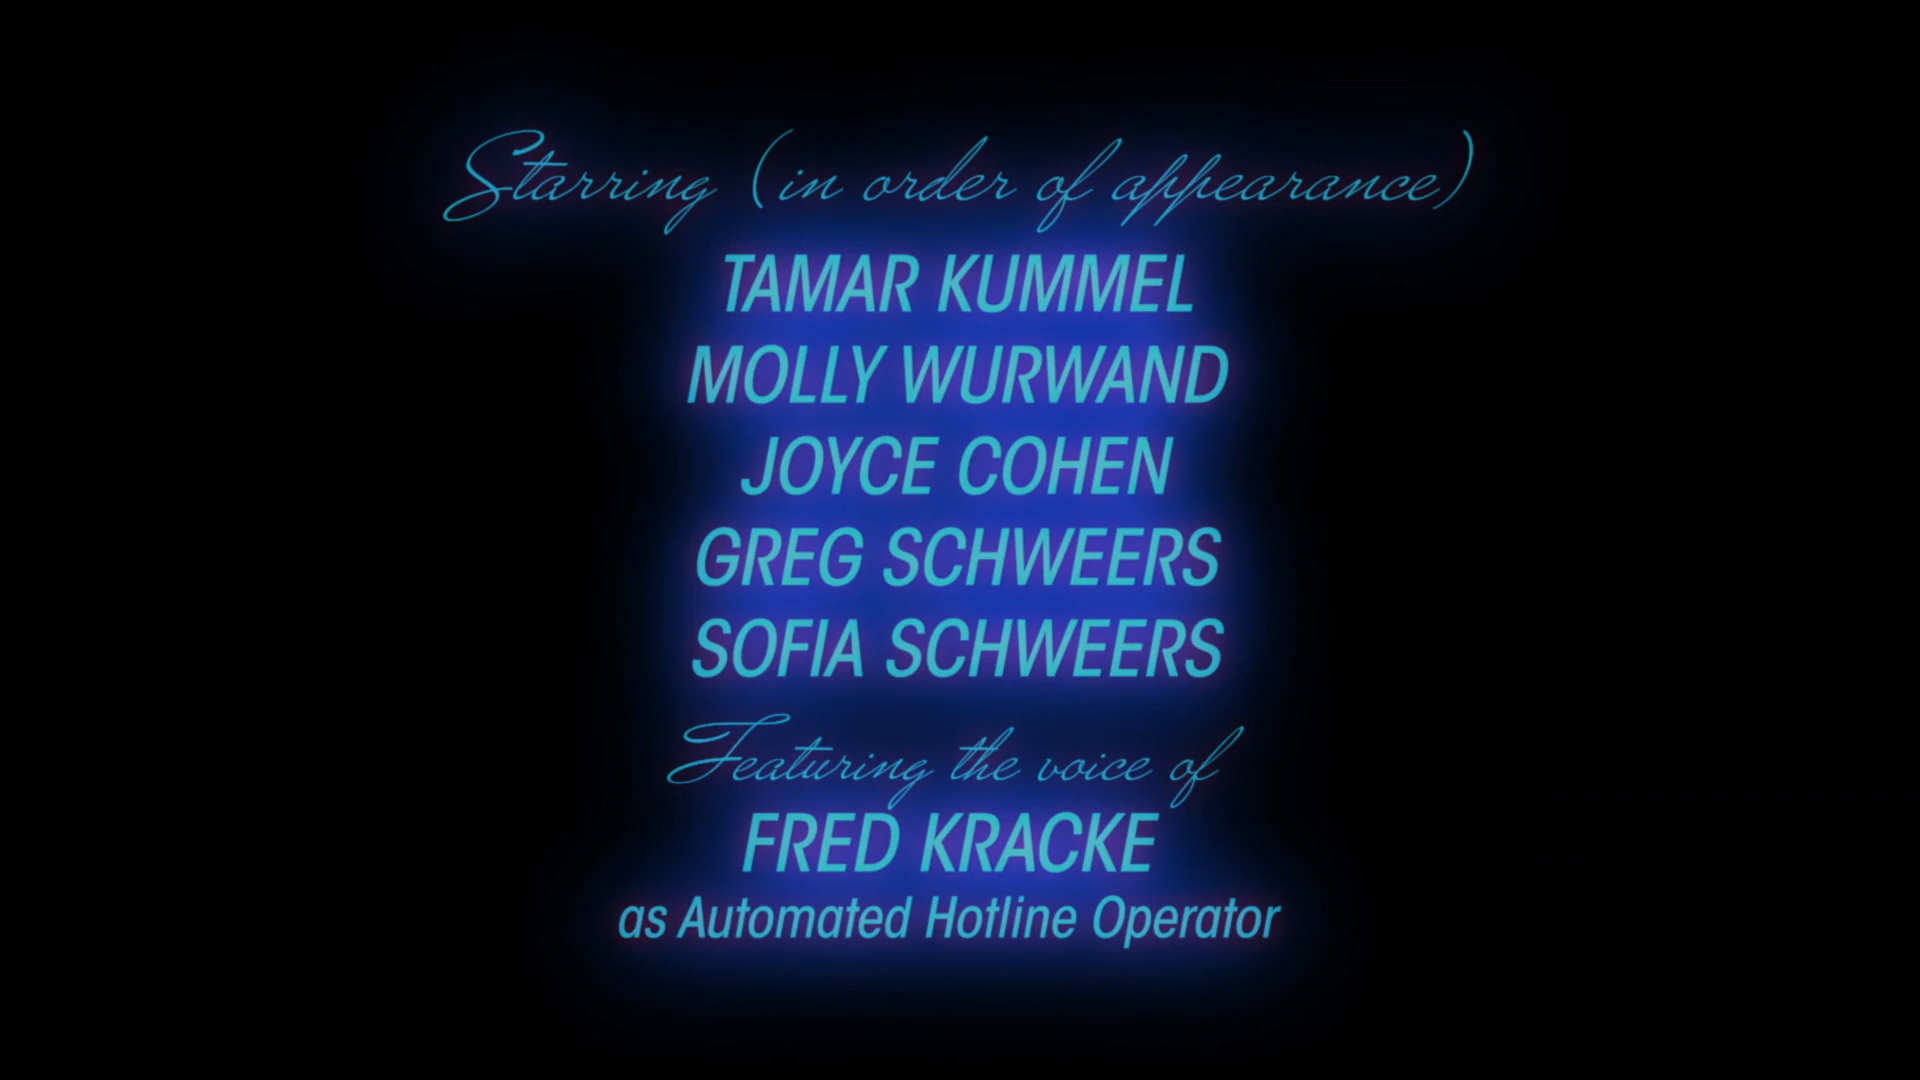 Starring (in order of appearance)
TAMAR KUMMEL
MOLLY WURWAND
JOYCE COHEN
GREG SCHWEERS
SOFIA SCHWEERS
Featuring the voice of
FRED KRACKE
as Automated Hotline Operator